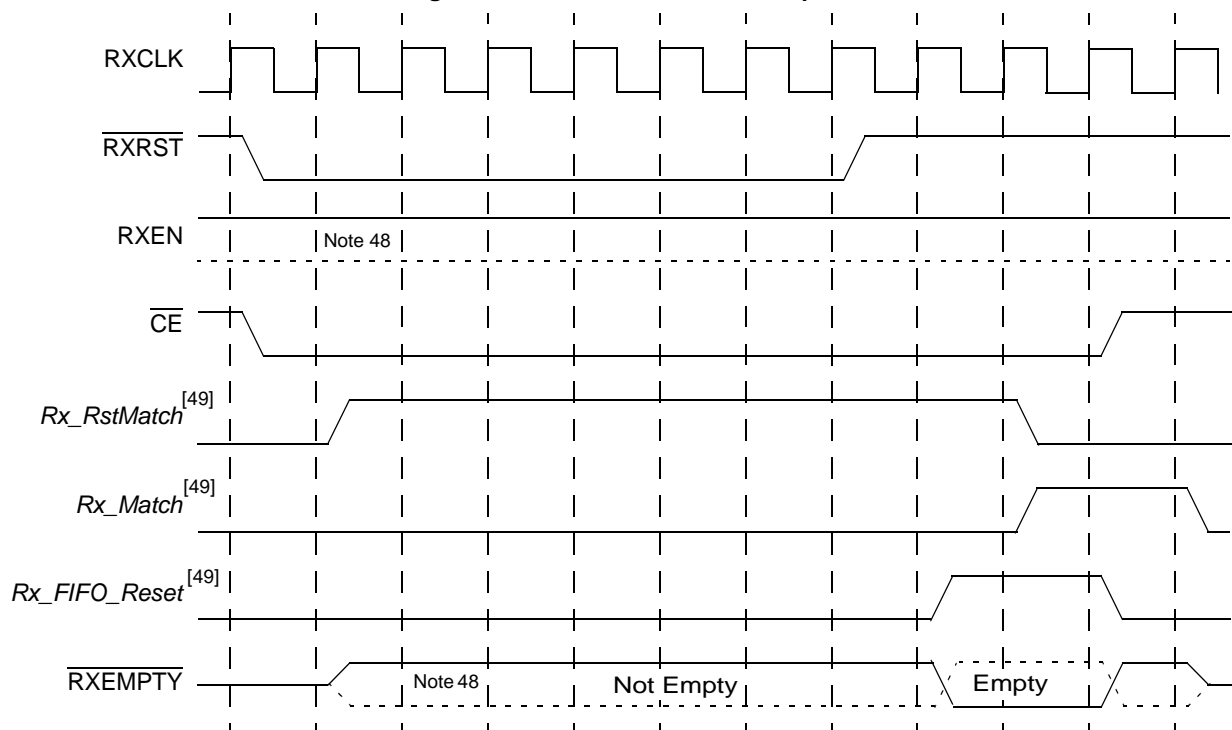 RXCLK
RXRST
RXEN
Note 48
CE
Rx_RstMatch[49]
Rx_Match[49]
Rx_FIFO_Reset[49]
RXEMPTY
Note 48
Not Empty
Empty